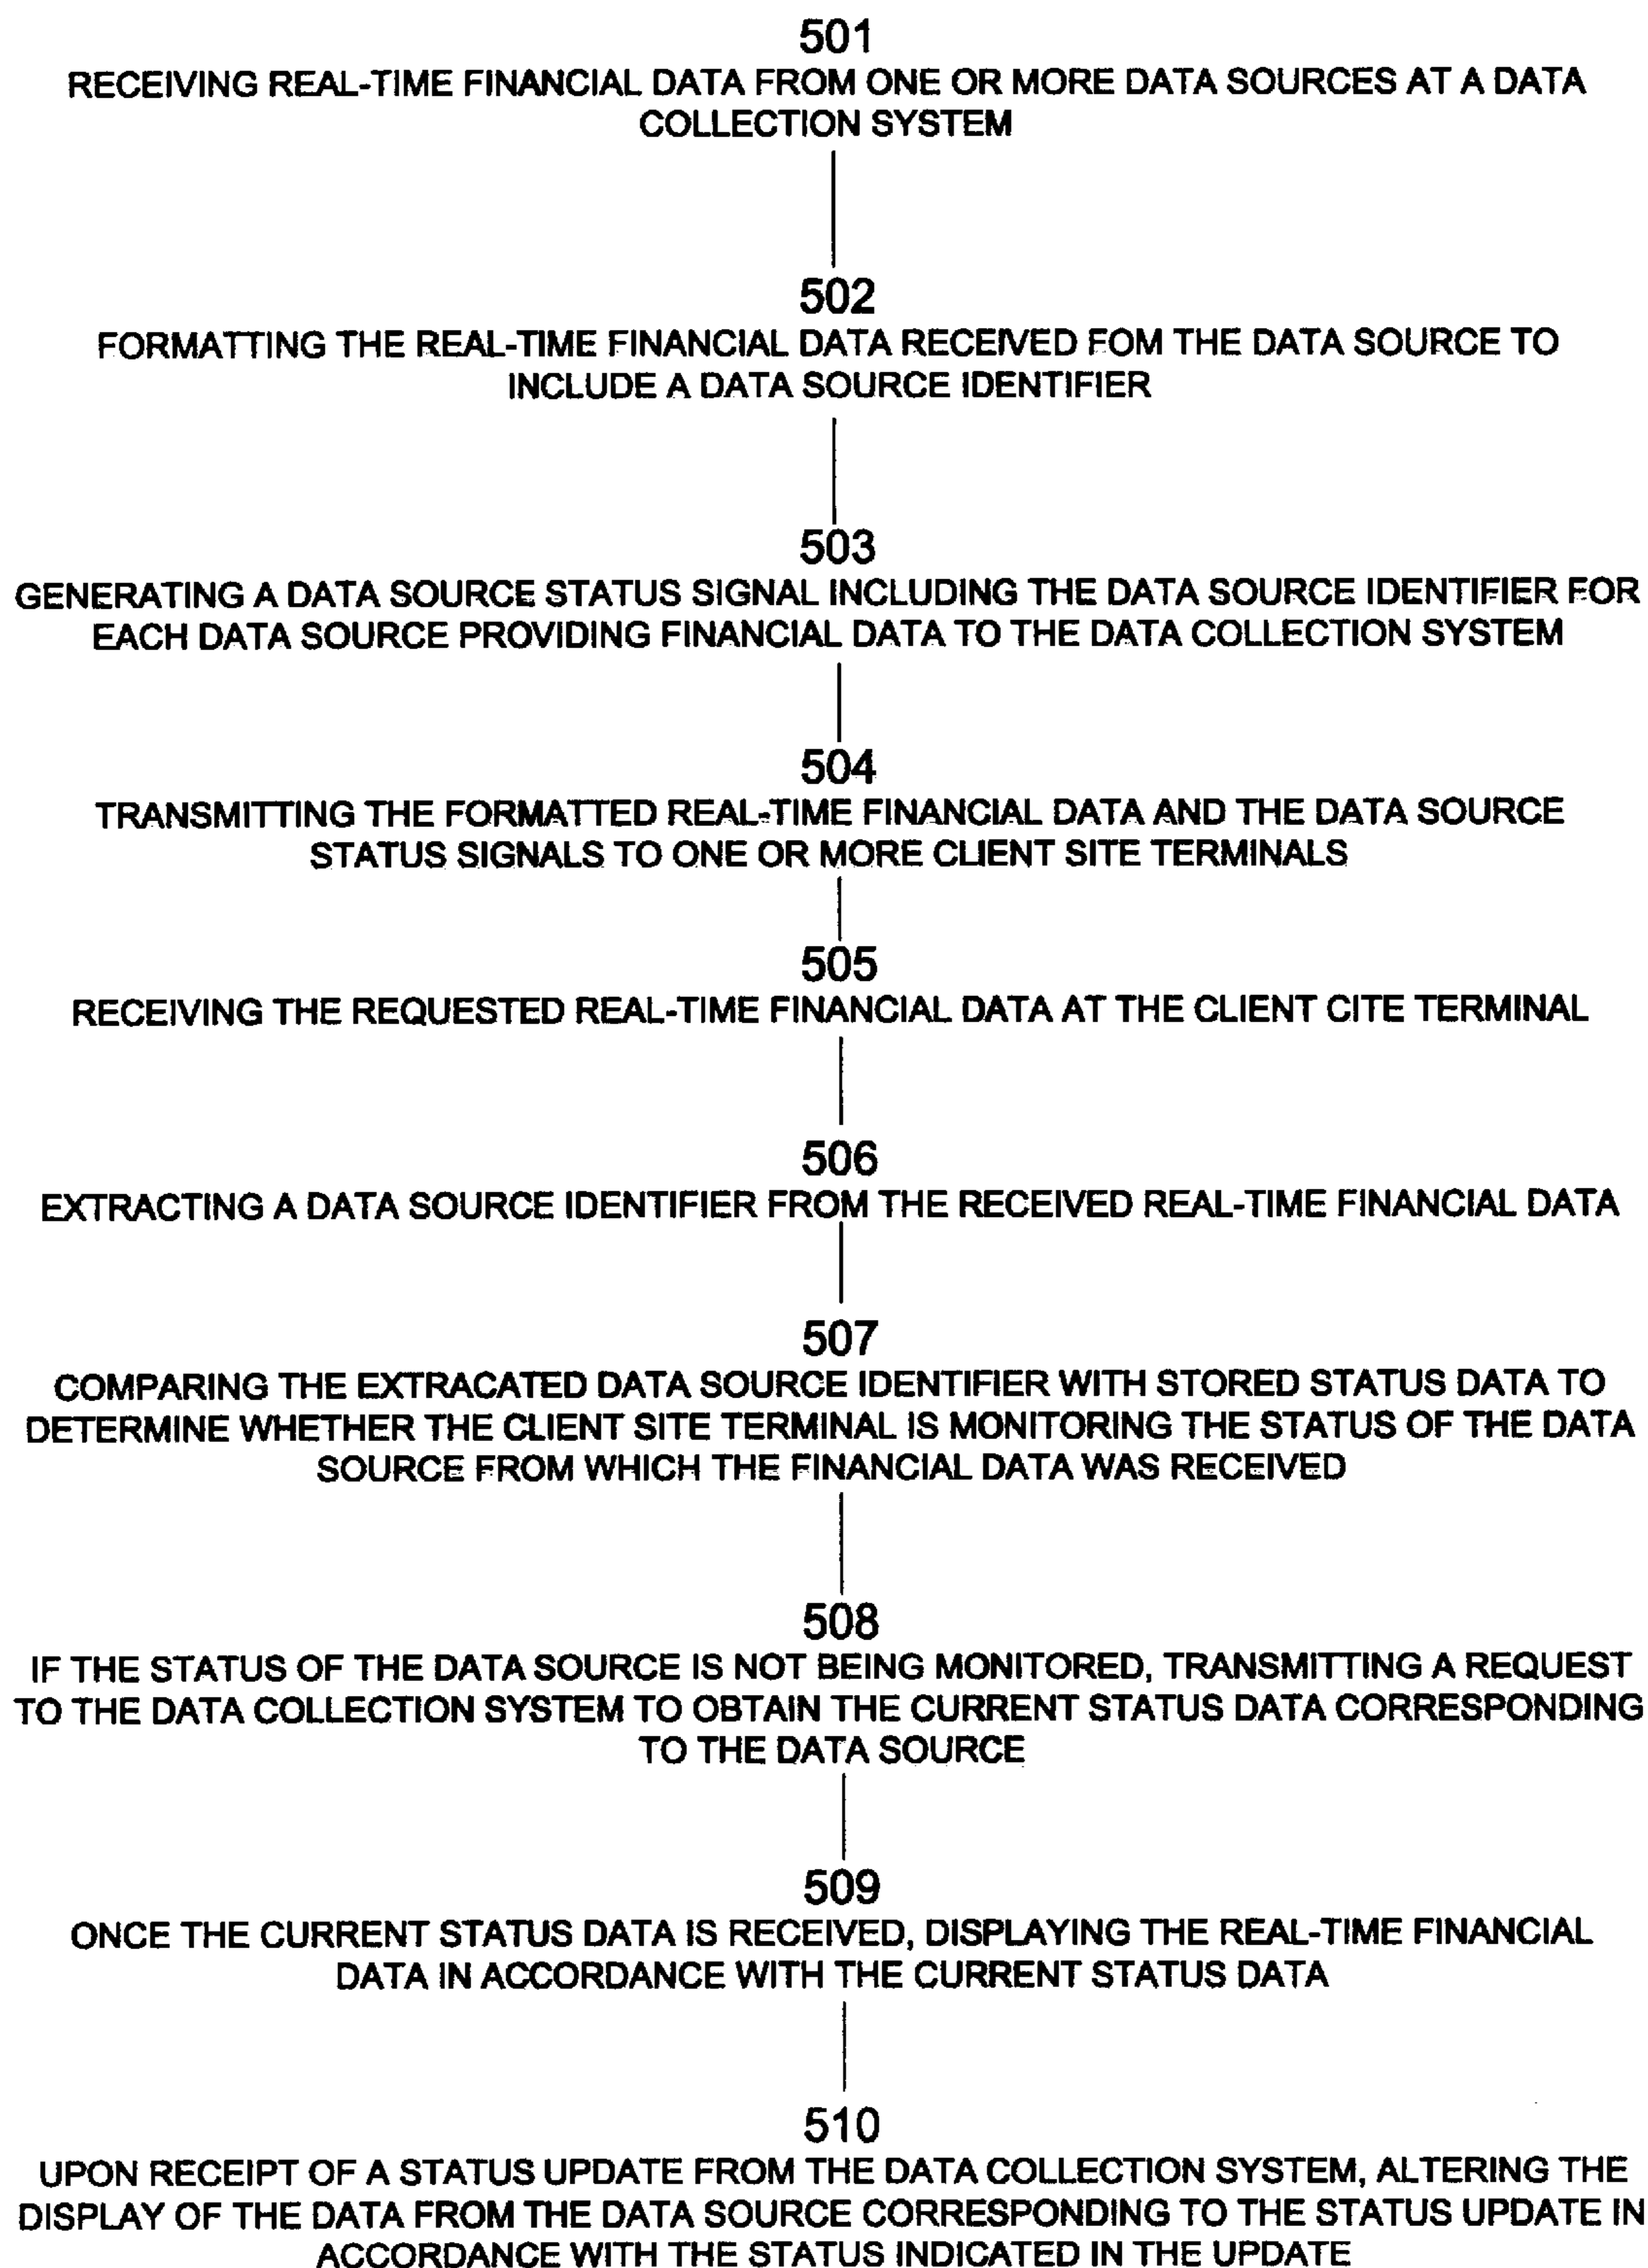 501
RECEIVING REAL-TIME FINANCIAL DATA FROM ONE OR MORE DATA SOURCES AT A DATA
COLLECTION SYSTEM
502
FORMATTING THE REAL-TIME FINANCIAL DATA RECEIVED FOM THE DATA SOURCE TO
INCLUDE A DATA SOURCE IDENTIFIER
503
GENERATING A DATA SOURCE STATUS SIGNAL INCLUDING THE DATA SOURCE IDENTIFIER FOR
EACH DATA SOURCE PROVIDING FINANCIAL DATA TO THE DATA COLLECTION SYSTEM
504
TRANSMITTING THE FORMATTED REAL-TIME FINANCIAL DATA AND THE DATA SOURCE
STATUS SIGNALS TO ONE OR MORE CLIENT SITE TERMINALS
505
RECEIVING THE REQUESTED REAL-TIME FINANCIAL DATA AT THE CLIENT CITE TERMINAL
506
EXTRACTING A DATA SOURCE IDENTIFIER FROM THE RECEIVED REAL-TIME FINANCIAL DATA
507
COMPARING THE EXTRACATED DATA SOURCE IDENTIFIER WITH STORED STATUS DATA TO
DETERMINE WHETHER THE CLIENT SITE TERMINAL IS MONITORING THE STATUS OF THE DATA
SOURCE FROM WHICH THE FINANCIAL DATA WAS RECEIVED
508
IF THE STATUS OF THE DATA SOURCE IS NOT BEING MONITORED, TRANSMITTING A REQUEST
TO THE DATA COLLECTION SYSTEM TO OBTAIN THE CURRENT STATUS DATA CORRESPONDING
TO THE DATA SOURCE
509
ONCE THE CURRENT STATUS DATA IS RECEIVED, DISPLAYING THE REAL-TIME FINANCIAL
DATA IN ACCORDANCE WITH THE CURRENT STATUS DATA
510
UPON RECEIPT OF A STATUS UPDATE FROM THE DATA COLLECTION SYSTEM, ALTERING THE
DISPLAY OF THE DATA FROM THE DATA SOURCE CORRESPONDING TO THE STATUS UPDATE IN
ACCORDANCE WITH THE STATUS INDICATED IN THE UPDATE